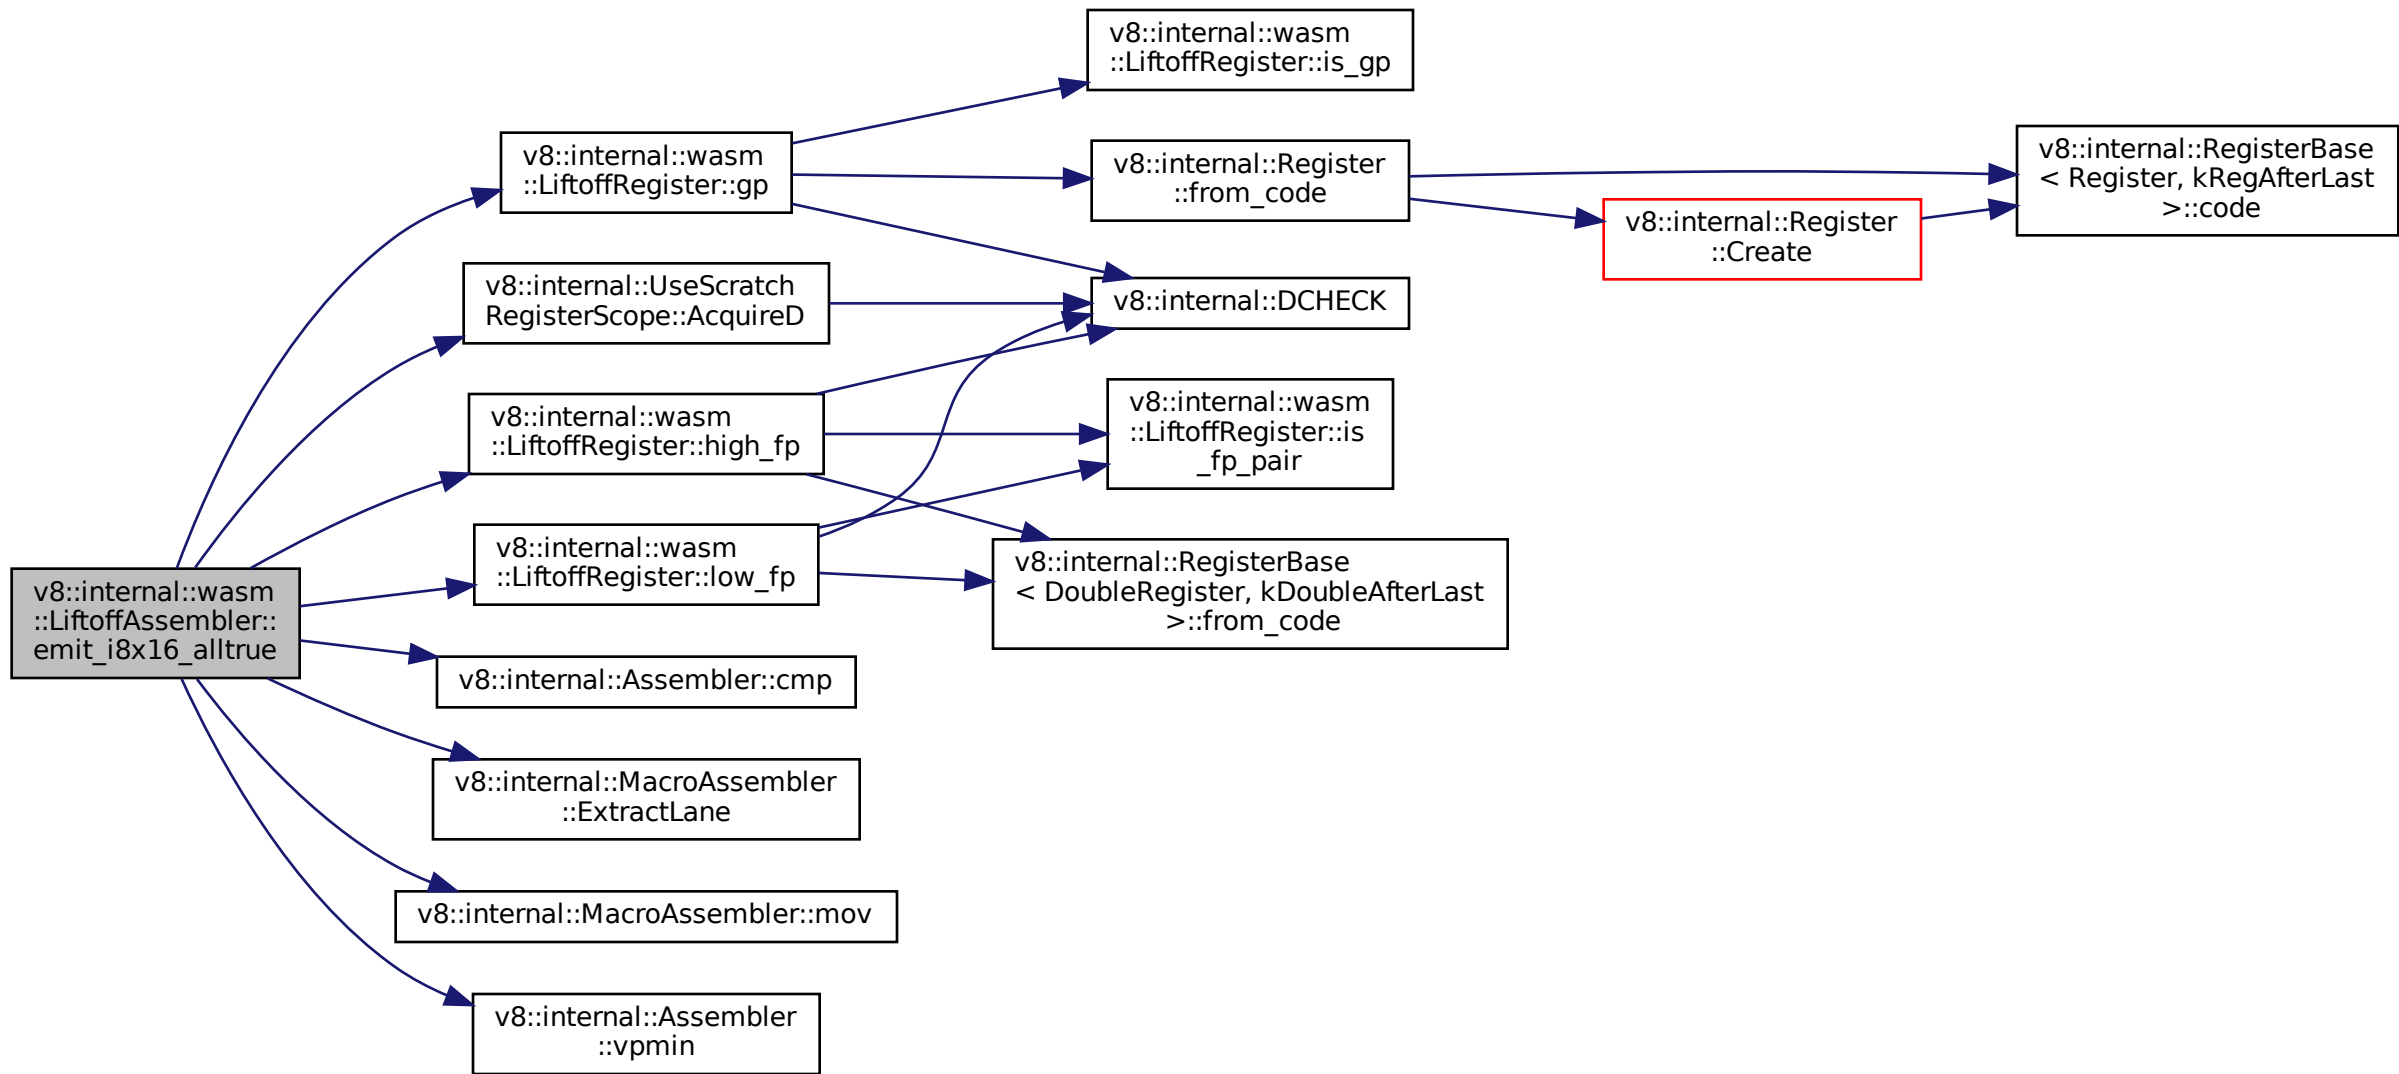 v8::internal::wasm
::LiftoffAssembler::
emit_i8x16_alltrue
v8::internal::wasm
::LiftoffRegister::gp
v8::internal::UseScratch
RegisterScope::AcquireD
v8::internal::wasm
::LiftoffRegister::high_fp
v8::internal::wasm
::LiftoffRegister::low_fp
v8::internal::Assembler::cmp
v8::internal::MacroAssembler
::ExtractLane
v8::internal::MacroAssembler::mov
v8::internal::Assembler
::vpmin
v8::internal::wasm
::LiftoffRegister::is_gp
v8::internal::Register
::from_code
v8::internal::DCHECK
v8::internal::wasm
::LiftoffRegister::is
_fp_pair
v8::internal::RegisterBase
< DoubleRegister, kDoubleAfterLast
>::from_code
v8::internal::Register
::Create
v8::internal::RegisterBase
< Register, kRegAfterLast
>::code